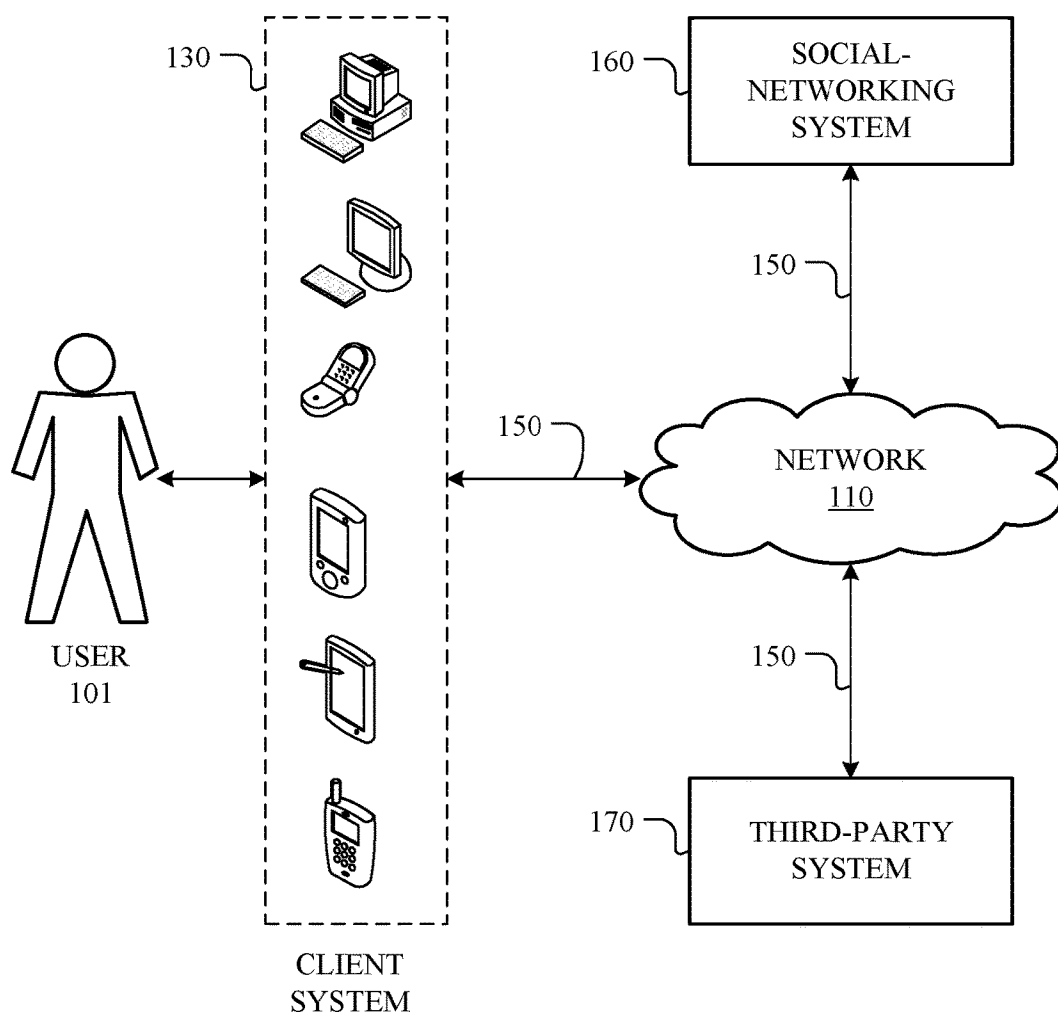 130
160
SOCIAL-
NETWORKING
SYSTEM
150
150
NETWORK
110
USER
101
150
170
THIRD-PARTY
SYSTEM
CLIENT
SYSTEM